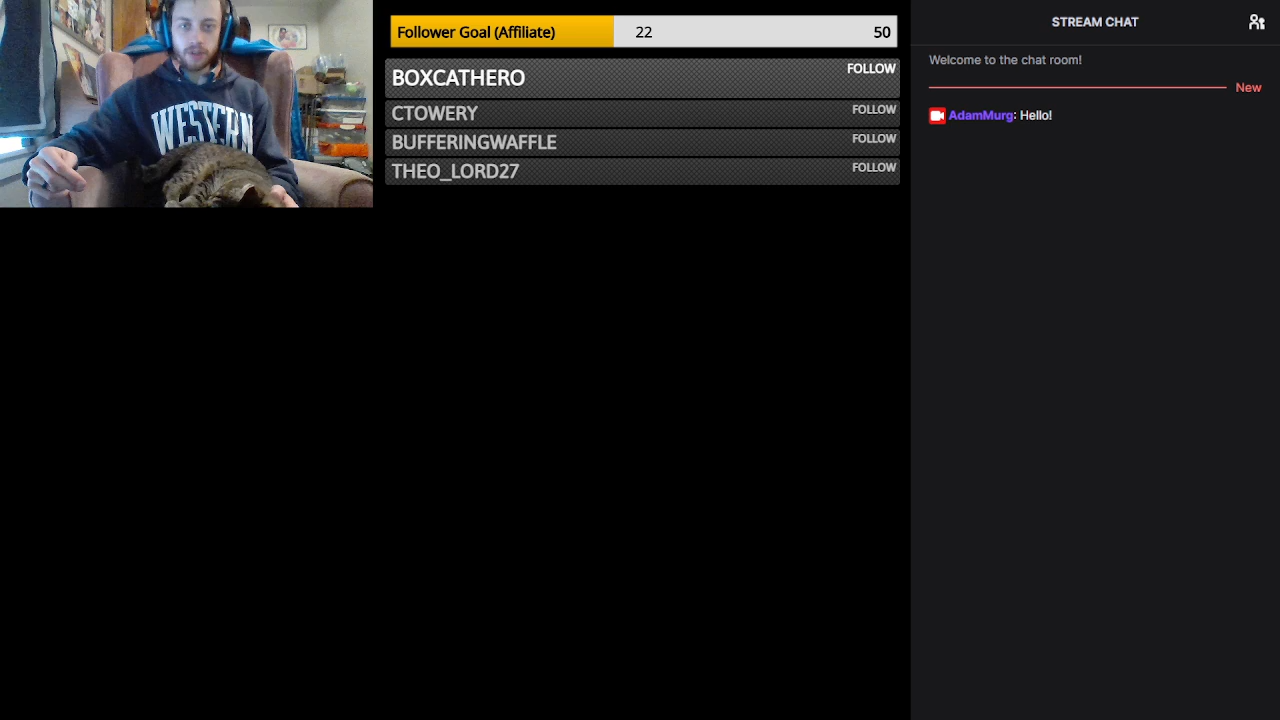 WESTERN
Follower Goal (Affiliate) 22 50
BOXCATHERO FOLLOW
CTOWERY FOLLOW
BUFFERINGWAFFLE FOLLOW
THEO_LORD27 FOLLOW
STREAM CHAT
Welcome to the chat room!
New
AdamMurg: Hello!